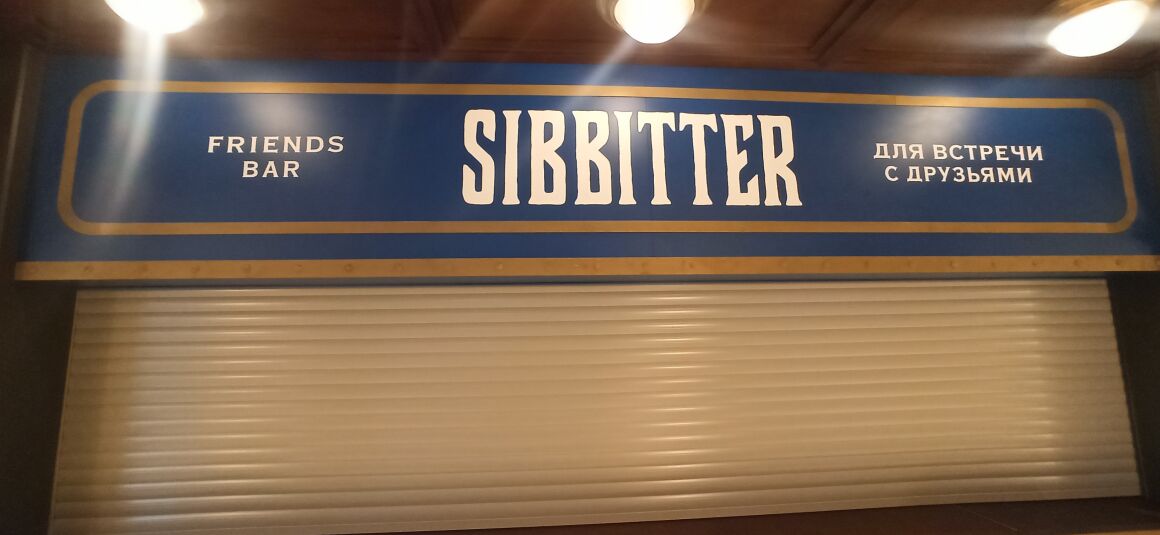 FRIENDS
BAR
SIBBITTER
ДЛЯ ВСТРЕЧИ
С ДРУЗЬЯМИ